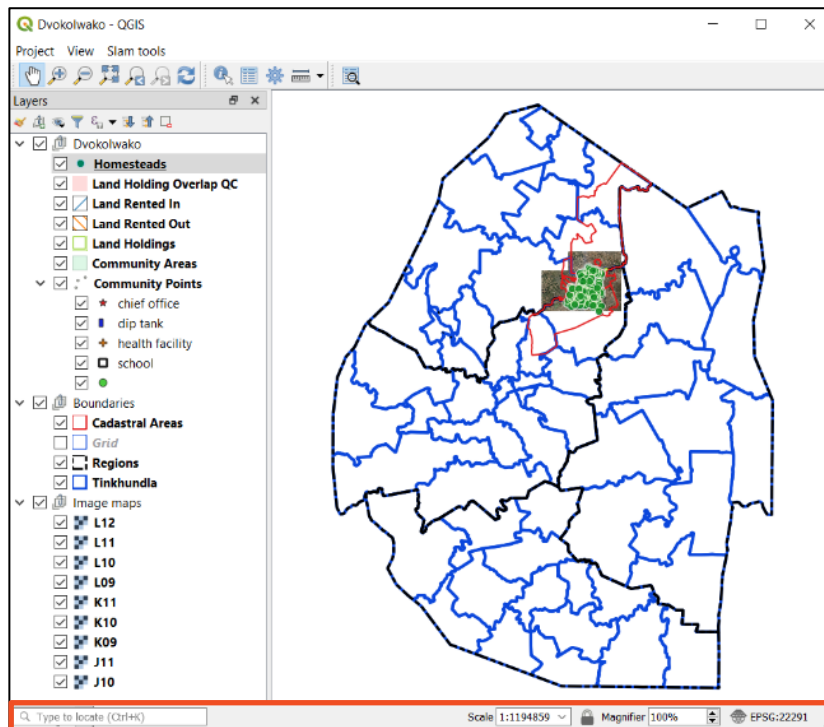 Dvokolwako - QGIS
Project View Slam tools
Layers
Dvokolwako
Homesteads
Land Holding Overlap QC
Land Rented In
Land Rented Out
Land Holdings
Community Areas
Community Points
chief office
dip tank
health facility
school
Boundaries
Cadastral Areas
Grid
Regions
Tinkhundla
Image maps
L12
L11
L10
L09
K11
K10
K09
J11
J10
Type to locate (Ctrl+K) Scale 1:1194859 Magnifier 100% EPSG:22291